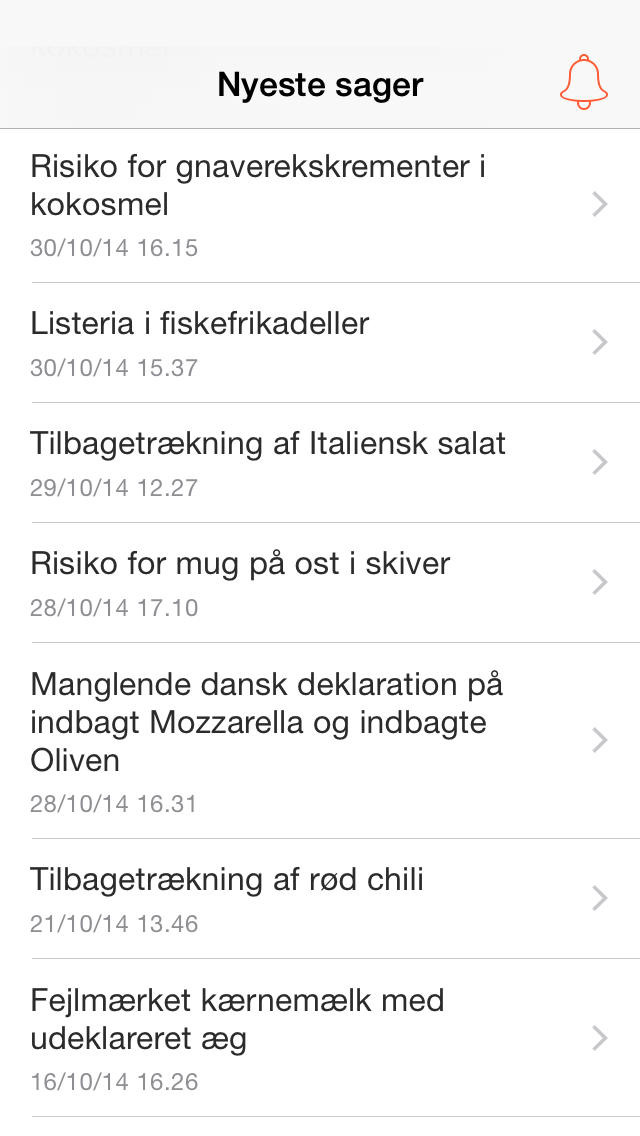 Nyeste sager
Risiko for gnaverekskrementer i
kokosmel
30/10/14 16.15
Listeria i fiskefrikadeller
30/10/14 15.37
Tilbagetrækning af Italiensk salat
29/10/14 12.27
Risiko for mug på ost i skiver
28/10/14 17.10
Manglende dansk deklaration på
indbagt Mozzarella og indbagte
Oliven
28/10/14 16.31
Tilbagetrækning af rød chili
21/10/14 13.46
Fejlmærket kærnemælk med
udeklareret æg
16/10/14 16.26